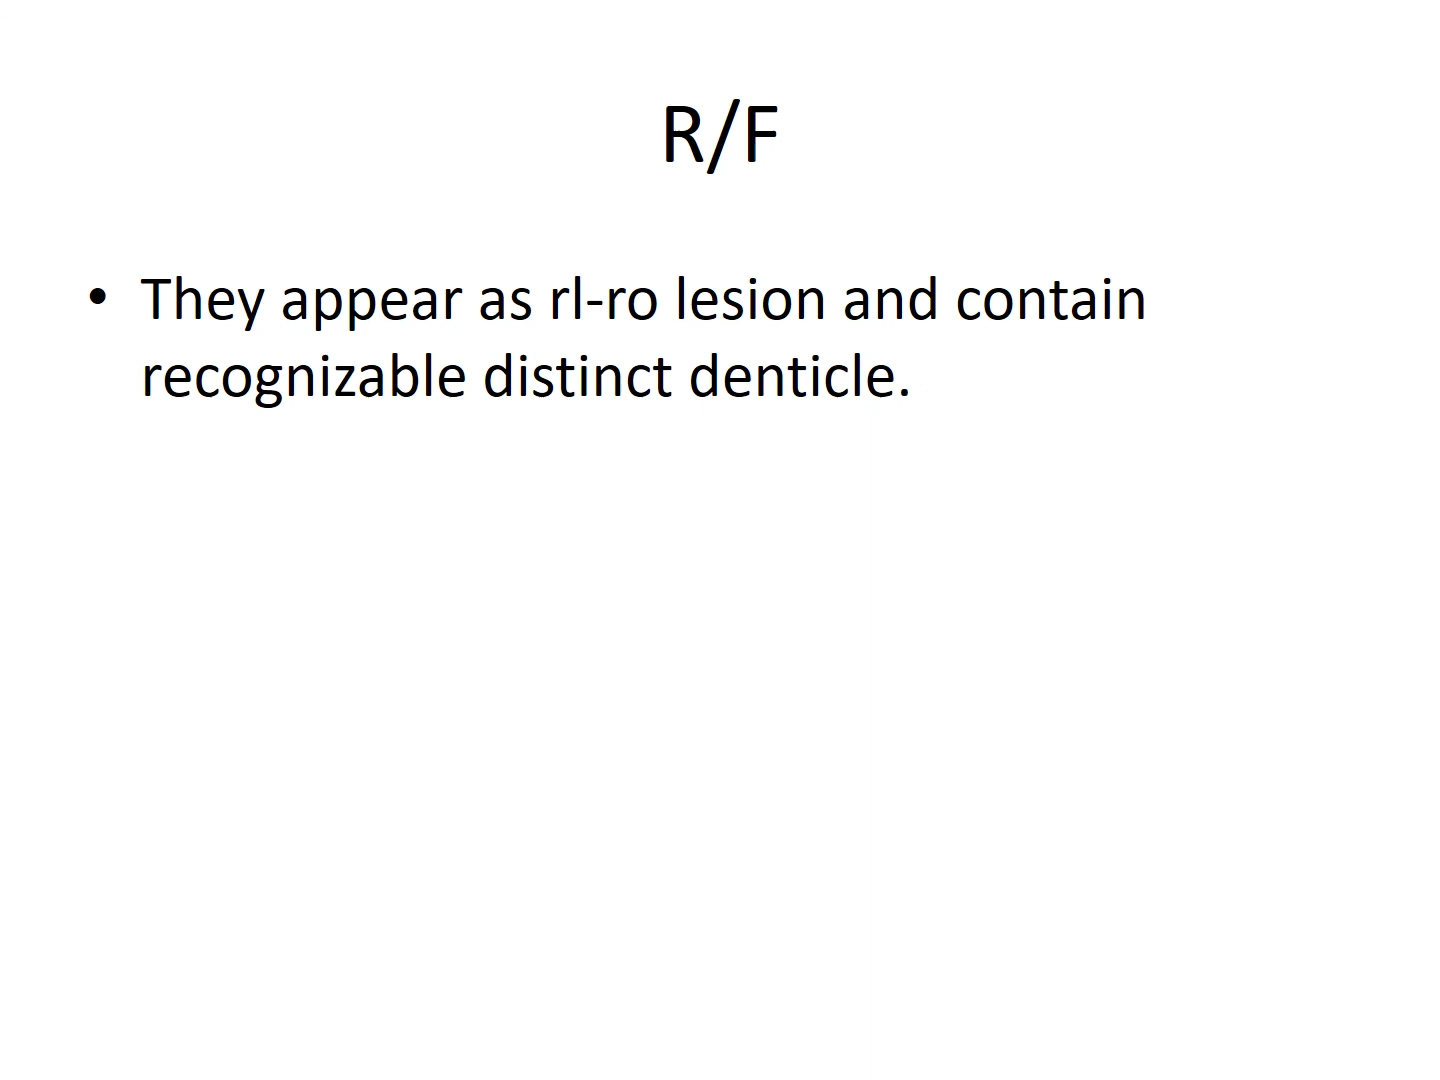 R/F
• They appear as rl-ro lesion and contain
recognizable distinct denticle.